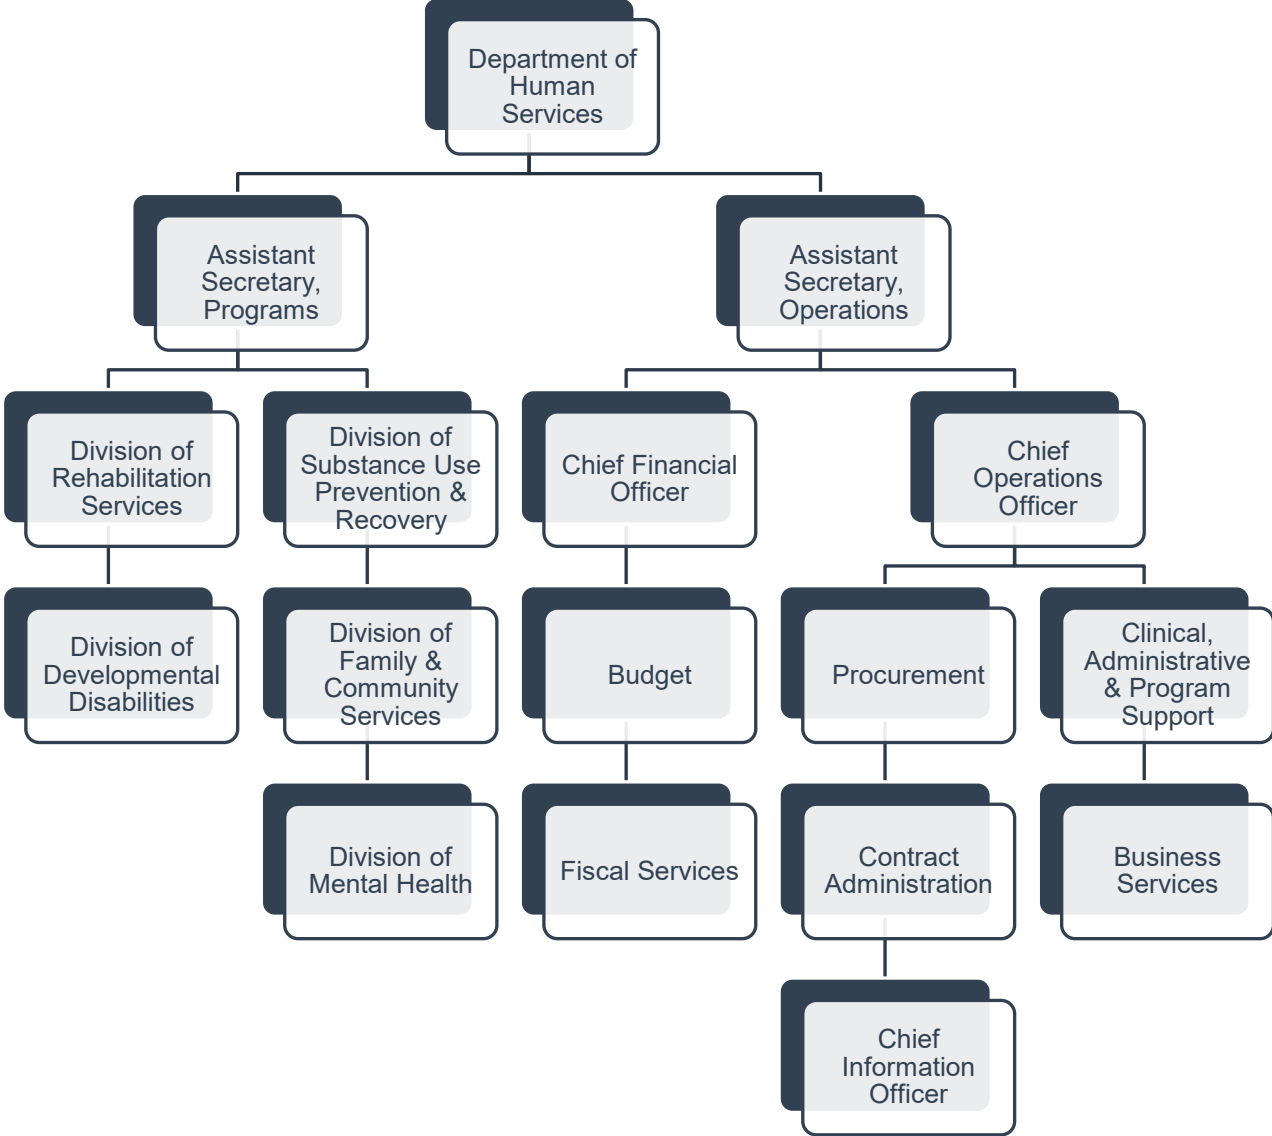 Department of
Human
Services
Assistant
Secretary,
Programs
Assistant
Secretary,
Operations
Division of
Rehabilitation
Services
Division of
Substance Use
Prevention &
Recovery
Chief Financial
Officer
Chief
Operations
Officer
Division of
Developmental
Disabilities
Division of
Family &
Community
Services
Budget
Procurement
Clinical,
Administrative
& Program
Support
Division of
Mental Health
Fiscal Services
Contract
Administration
Business
Services
Chief
Information
Officer